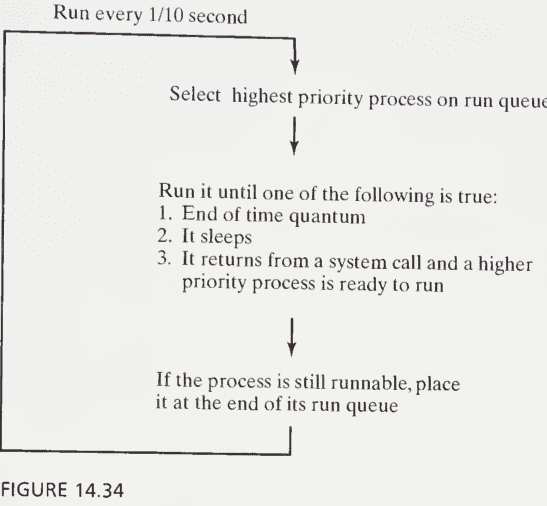 Run every 1/10 second
Select highest priority process on run queue
Run it until one of the following is true:
1. End of time quantum
2. It sleeps
3. It returns from a system call and a higher
priority process is ready to run
If the process is still runnable, place
it at the end of its run queue
FIGURE 14.34